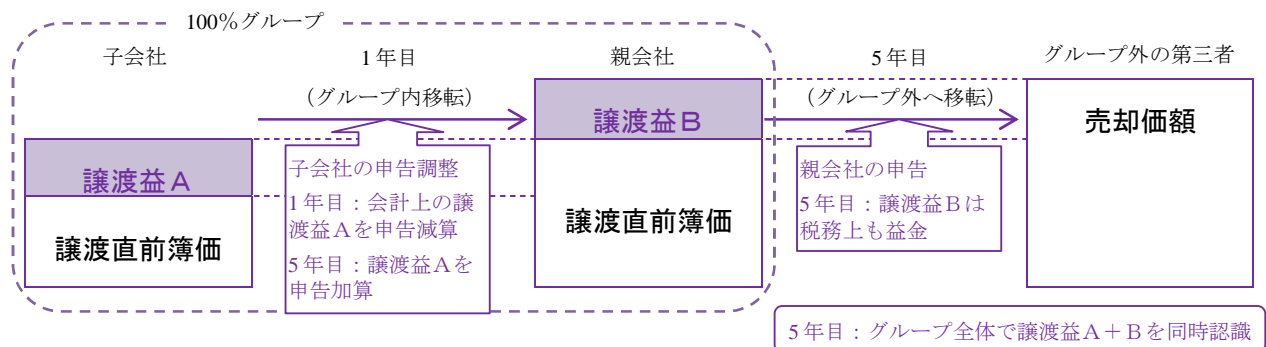 100%グループ
子会社
1年目
親会社
5年目
グループ外の第三者
(グループ内移転)
(グループ外へ移転)
譲渡益A
譲渡直前簿価
子会社の申告調整
1年目:会計上の譲
渡益Aを申告減算
5年目:譲渡益Aを
申告加算
譲渡益B
譲渡直前簿価
親会社の申告
5年目:譲渡益Bは
税務上も益金
売却価額
5年目:グループ全体で譲渡益A+Bを同時認識